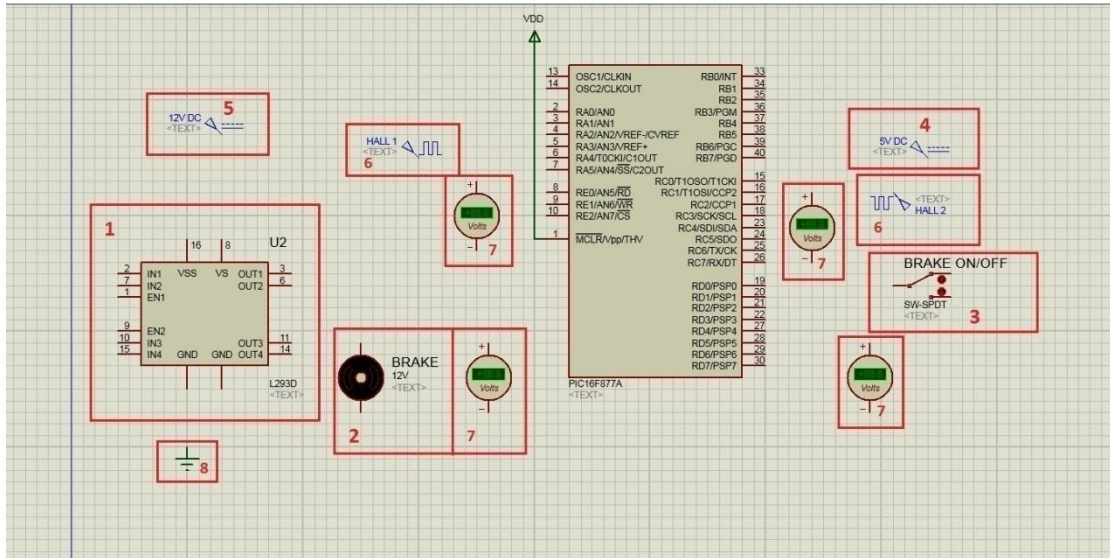 VDD
13 OSC1/CLKIN RB0/INT 33
14 OSC2/CLKOUT RB1 34
RB2 35
2 RA0/AN0 RB3/PGM 36
3 RA1/AN1 RB4 37
4 RA2/AN2/VREF-/CVREF RB5 38
5 RA3/AN3/VREF+ RB6/PGC 39
6 RA4/T0CKI/C1OUT RB7/PGD 40
7 RA5/AN4/SS/C2OUT
RC0/T1OSO/T1CKI 15
8 RE0/AN5/RD RC1/T1OSI/CCP2 16
9 RE1/AN6/WR RC2/CCP1 17
10 RE2/AN7/CS RC3/SCK/SCL 18
RC4/SDI/SDA 23
1 MCLR/Vpp/THV RC5/SDO 24
RC6/TX/CK 25
RC7/RX/DT 26
RD0/PSP0 19
RD1/PSP1 20
RD2/PSP2 21
RD3/PSP3 22
RD4/PSP4 27
RD5/PSP5 28
RD6/PSP6 29
RD7/PSP7 30
PIC16F877A
<TEXT>
5
12V DC
<TEXT>
HALL 1
<TEXT>
6
+
Volts
7
1
U2
16 8
2 IN1 VSS VS OUT1 3
7 IN2 OUT2 6
1 EN1
9 EN2
10 IN3 OUT3 11
15 IN4 GND GND OUT4 14
L293D
<TEXT>
BRAKE
12V
<TEXT>
2
+
Volts
7
8
4
5V DC
<TEXT>
<TEXT>
HALL 2
6
+
Volts
7
BRAKE ON/OFF
SW-SPDT
<TEXT>
3
+
Volts
7